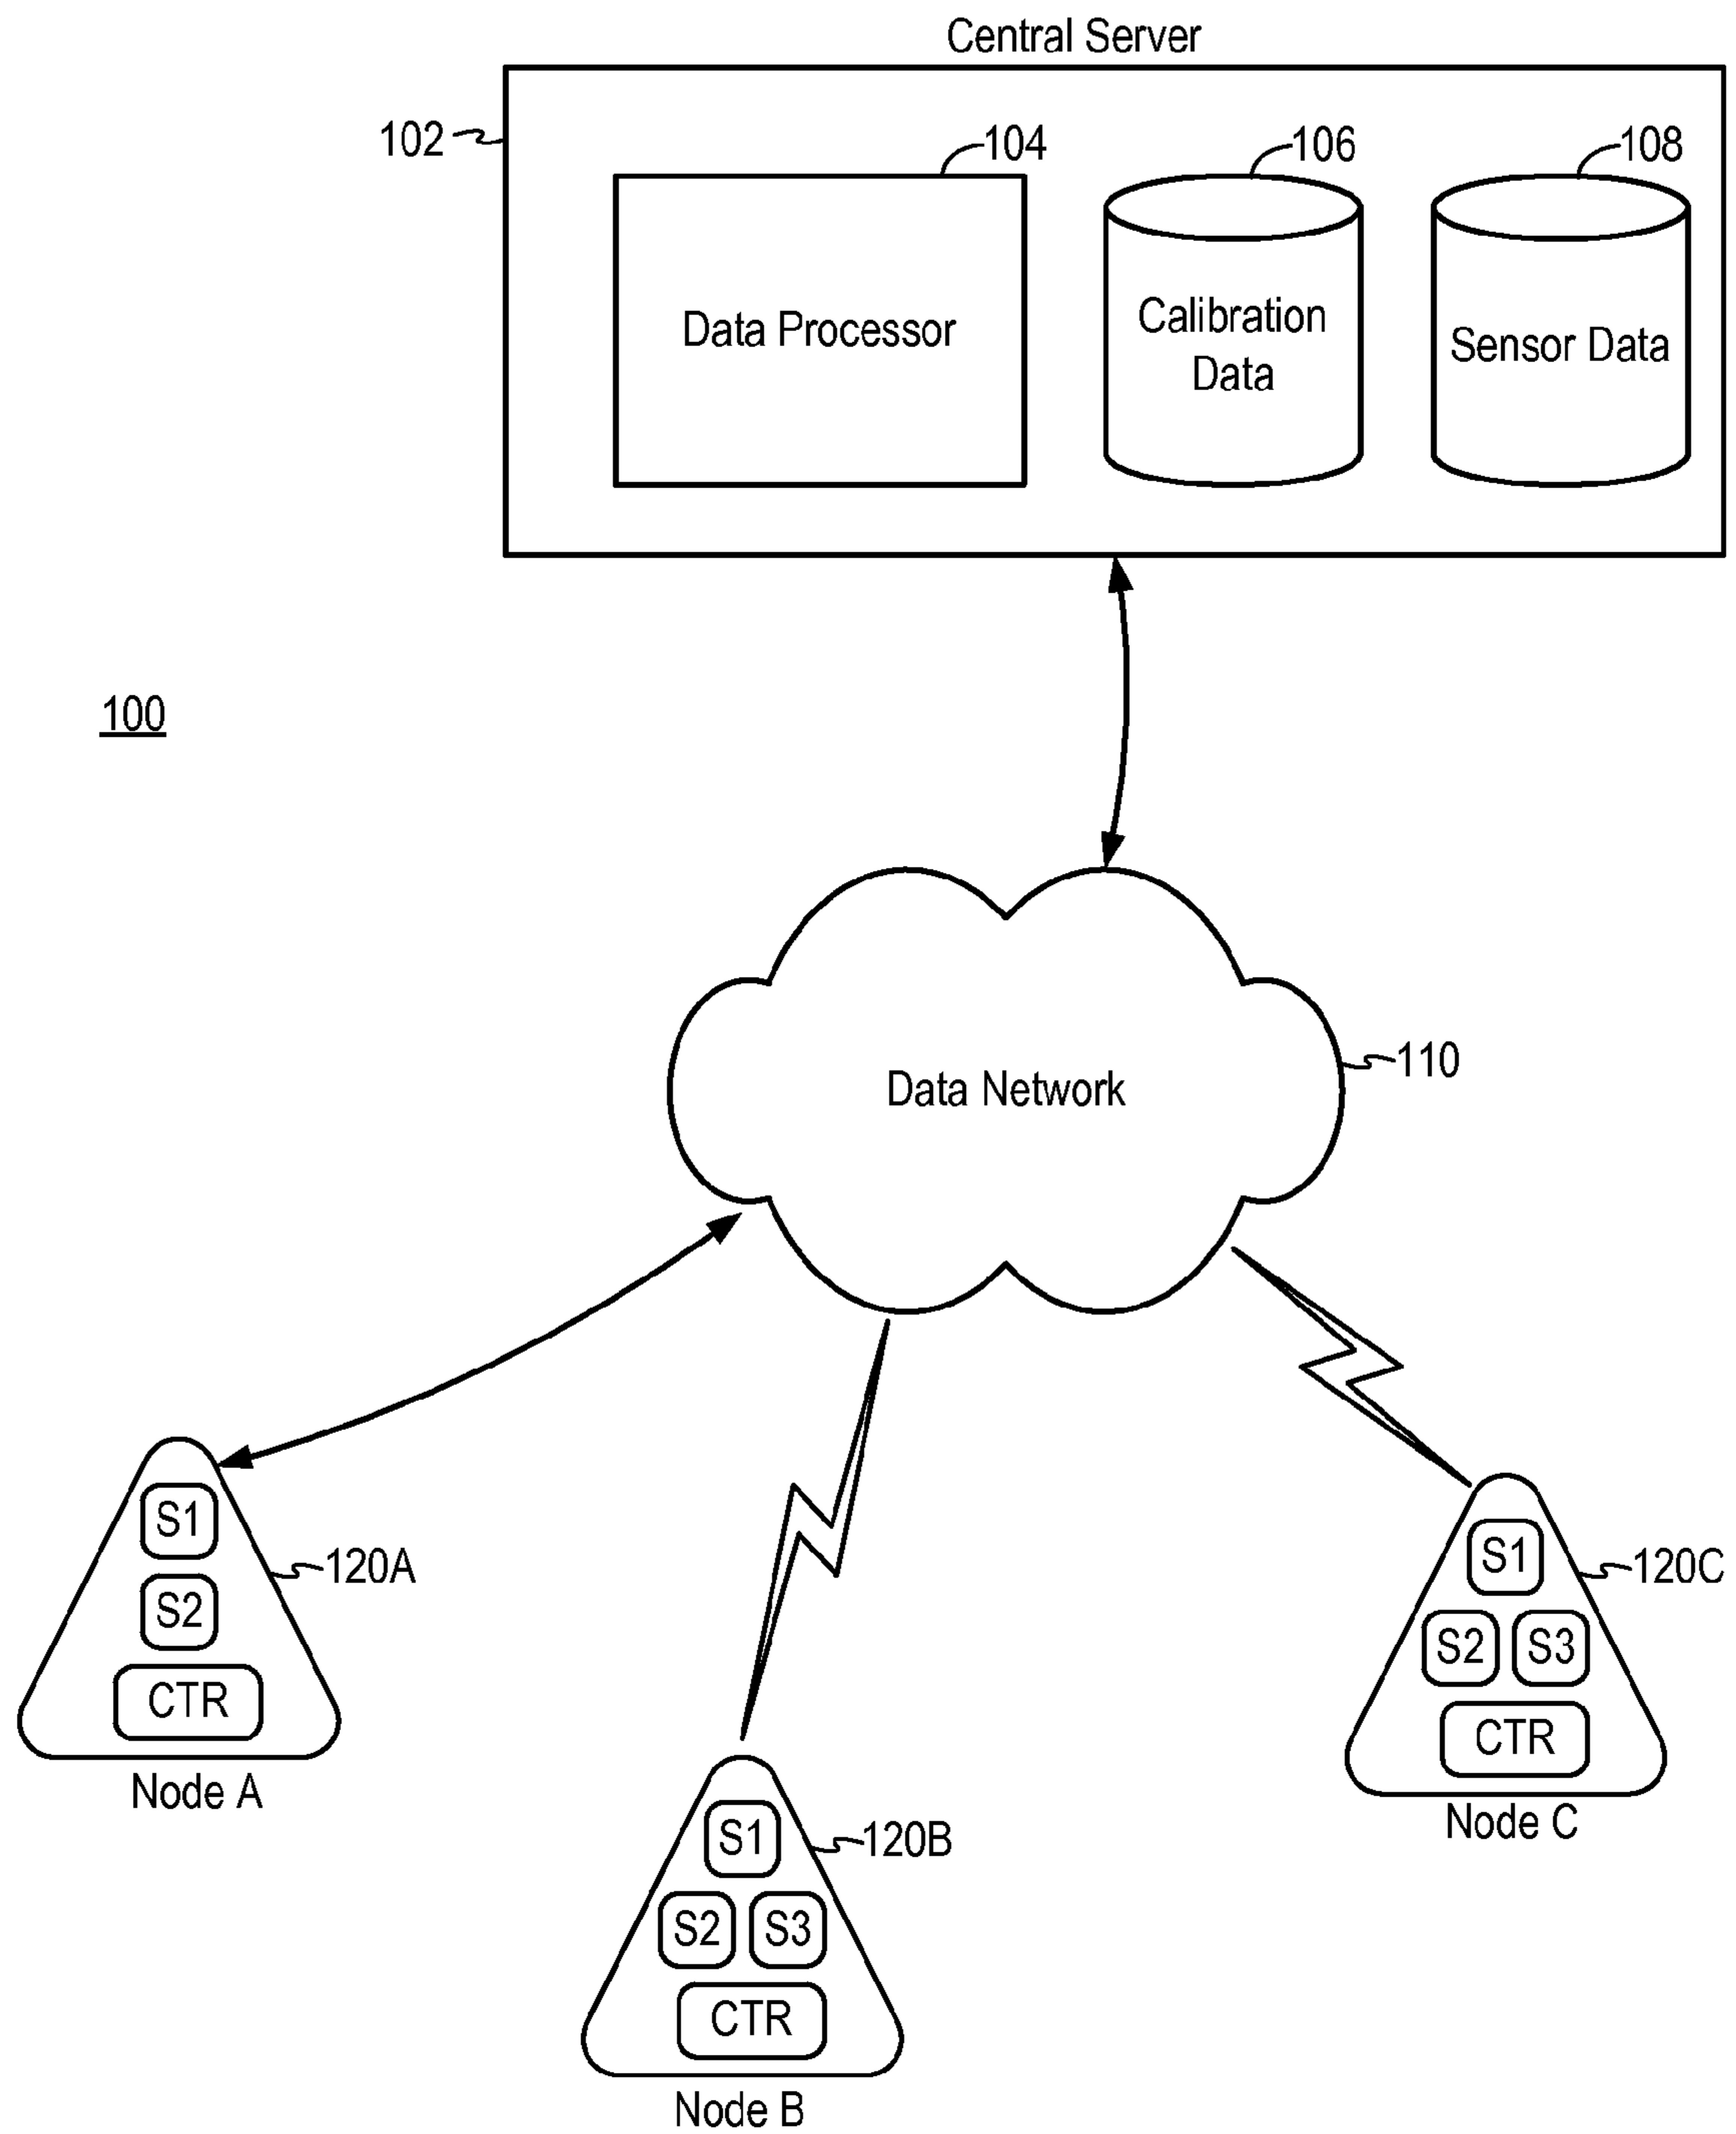 Central Server
102
104
106
108
Data Processor
Calibration
Data
Sensor Data
100
110
Data Network
S1
120A
S2
CTR
Node A
S1
120C
S2 S3
CTR
Node C
S1
120B
S2 S3
CTR
Node B